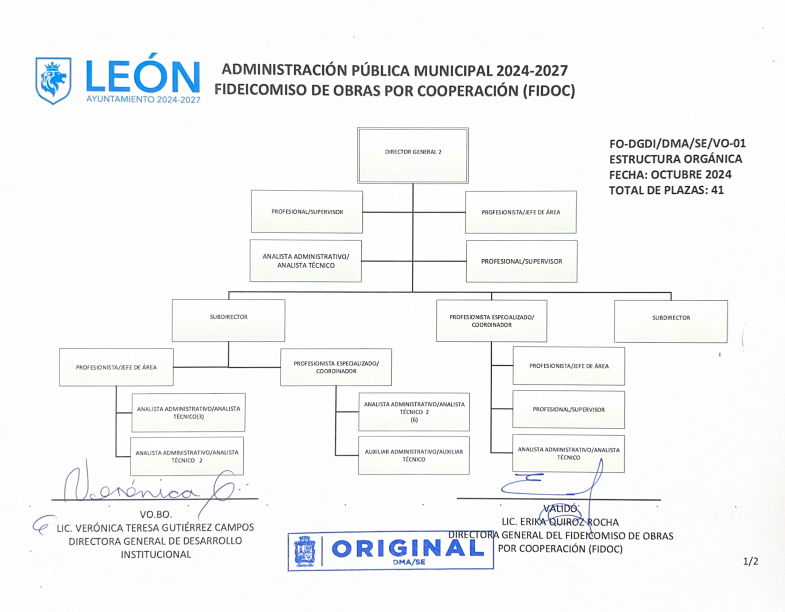 LEÓN
AYUNTAMIENTO 2024-2027
ADMINISTRACIÓN PÚBLICA MUNICIPAL 2024-2027
FIDEICOMISO DE OBRAS POR COOPERACIÓN (FIDOC)
FO-DGDI/DMA/SE/VO-01
ESTRUCTURA ORGÁNICA
FECHA: OCTUBRE 2024
TOTAL DE PLAZAS: 41
DIRECTOR GENERAL 2
PROFESIONAL/SUPERVISOR
PROFESIONISTA/JEFE DE ÁREA
ANALISTA ADMINISTRATIVO/
ANALISTA TÉCNICO
PROFESIONAL/SUPERVISOR
SUBDIRECTOR
PROFESIONISTA ESPECIALIZADO/
COORDINADOR
SUBDIRECTOR
PROFESIONISTA/JEFE DE ÁREA
PROFESIONISTA ESPECIALIZADO/
COORDINADOR
PROFESIONISTA/JEFE DE ÁREA
ANALISTA ADMINISTRATIVO/ANALISTA
TÉCNICO(3)
ANALISTA ADMINISTRATIVO/ANALISTA
TÉCNICO 2
(6)
PROFESIONAL/SUPERVISOR
ANALISTA ADMINISTRATIVO/ANALISTA
TÉCNICO 2
AUXILIAR ADMINISTRATIVO/AUXILIAR
TÉCNICO
ANALISTA ADMINISTRATIVO/ANALISTA
TÉCNICO
Verónica G.
VO.BO.
LIC. VERÓNICA TERESA GUTIÉRREZ CAMPOS
DIRECTORA GENERAL DE DESARROLLO
INSTITUCIONAL
VALIDÓ
LIC. ERIKA QUIROZ ROCHA
DIRECTORA GENERAL DEL FIDEICOMISO DE OBRAS
POR COOPERACIÓN (FIDOC)
ORIGINAL
DMA/SE
1/2